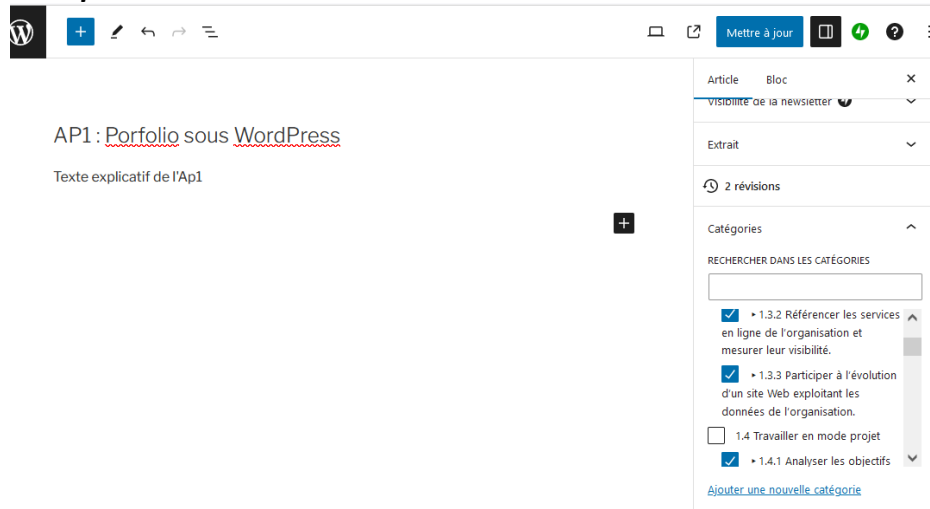 Mettre à jour
Article Bloc
Visibilité de la newsletter
AP1 : Porfolio sous WordPress
Extrait
Texte explicatif de l'Ap1
2 révisions
Catégories
RECHERCHER DANS LES CATÉGORIES
▸ 1.3.2 Référencer les services
en ligne de l'organisation et
mesurer leur visibilité.
▸ 1.3.3 Participer à l'évolution
d'un site Web exploitant les
données de l'organisation.
1.4 Travailler en mode projet
▸ 1.4.1 Analyser les objectifs
Ajouter une nouvelle catégorie